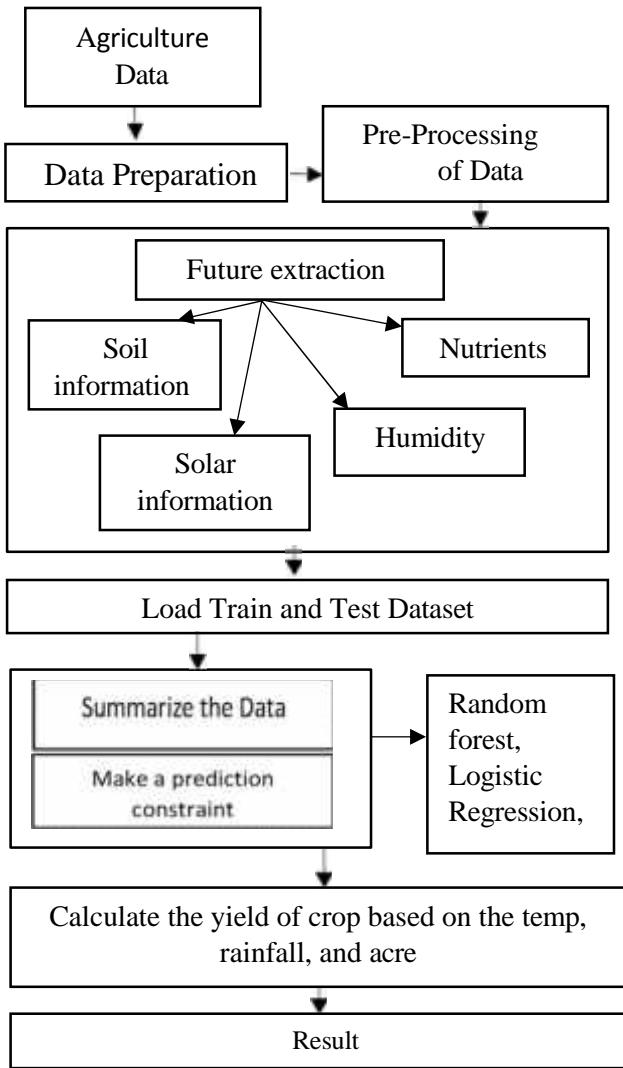 Agriculture
Data
Data Preparation
Pre-Processing
of Data
Future extraction
Soil
information
Nutrients
Solar
information
Humidity
Load Train and Test Dataset
Summarize the Data
Make a prediction
constraint
Random
forest,
Logistic
Regression,
Calculate the yield of crop based on the temp,
rainfall, and acre
Result